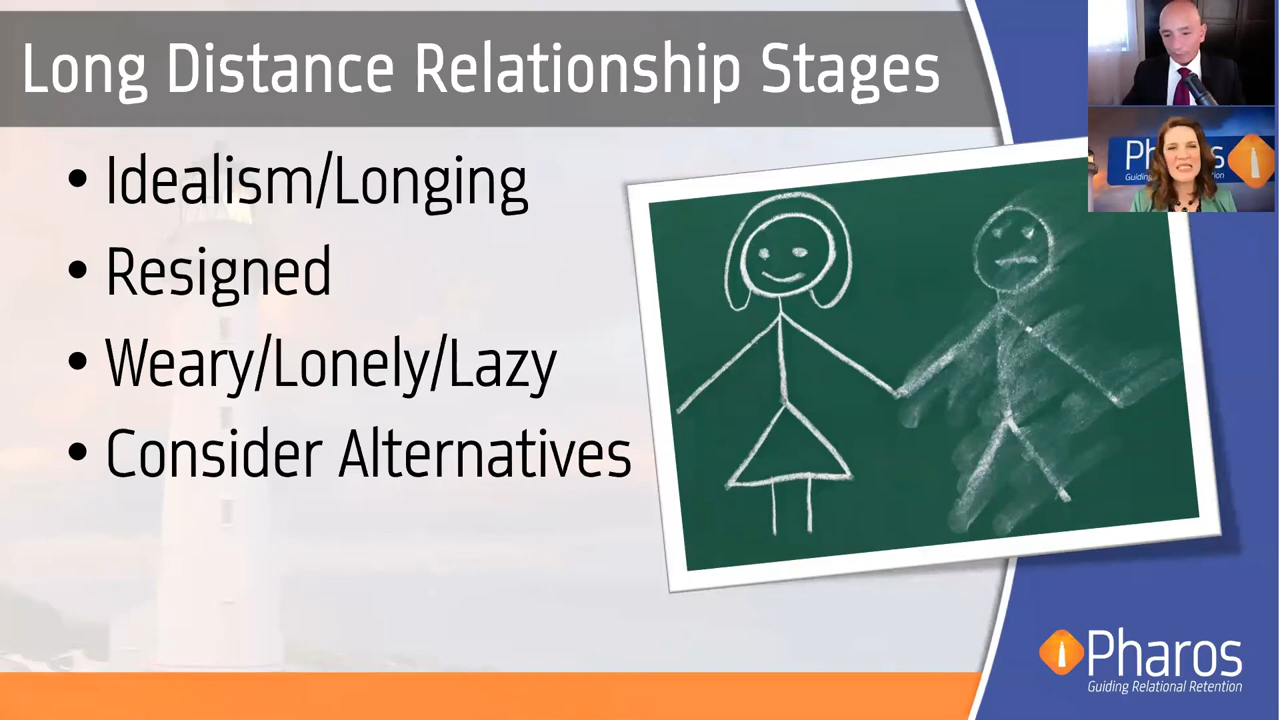 Long Distance Relationship Stages
• Idealism/Longing
• Resigned
• Weary/Lonely/Lazy
• Consider Alternatives
Pharos
Guiding Relational Retention